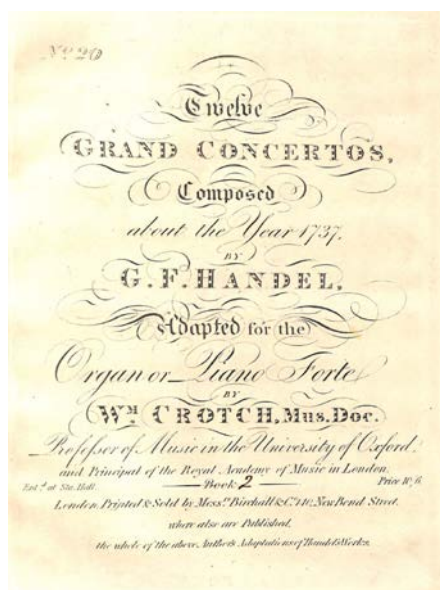 No. 20
Twelve
GRAND CONCERTOS,
Composed
about the Year 1737.
BY
G. F. HANDEL,
Adapted for the
Organ or Piano Forte
BY
WM. CROTCH, Mus. Doc.
Professor of Music in the University of Oxford.
and Principal of the Royal Academy of Music in London.
Ent.d at Sta. Hall. Book 2 Price 10/6
London, Printed & Sold by Mess.rs Birchall & Co. 140, New Bond Street.
where also are Published,
the whole of the above Author's Adaptations of Handel's Works.